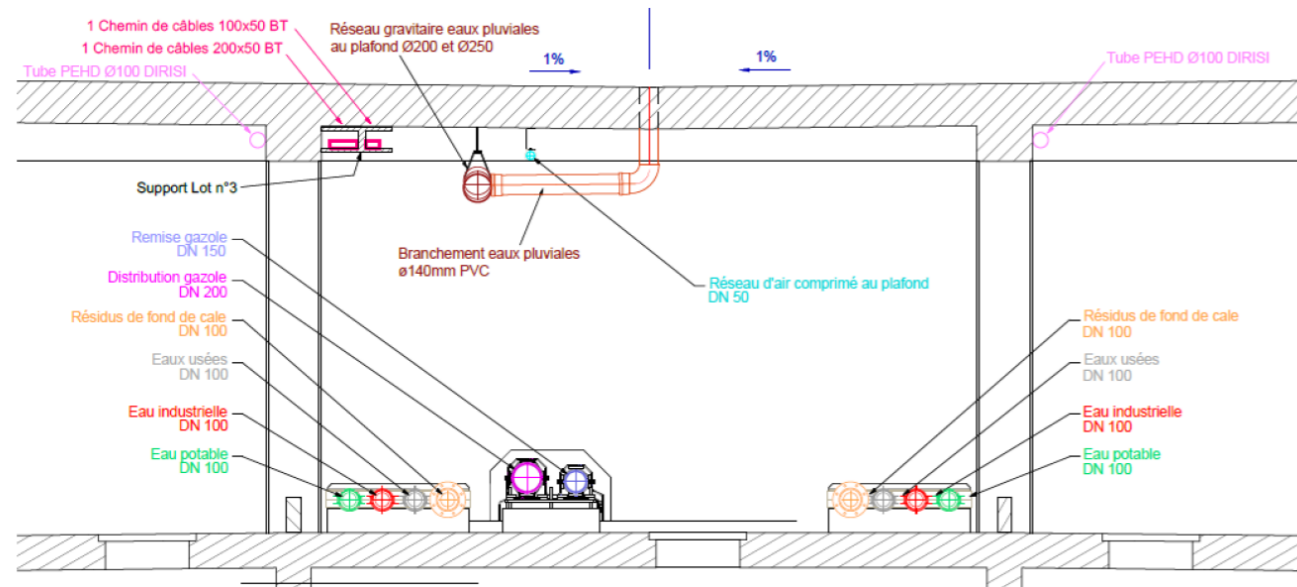 1 Chemin de câbles 100x50 BT
1 Chemin de câbles 200x50 BT
Tube PEHD Ø100 DIRISI
Réseau gravitaire eaux pluviales
au plafond Ø200 et Ø250
1%
1%
Tube PEHD Ø100 DIRISI
Support Lot n°3
Remise gazole
DN 150
Distribution gazole
DN 200
Résidus de fond de cale
DN 100
Eaux usées
DN 100
Eau industrielle
DN 100
Eau potable
DN 100
Branchement eaux pluviales
ø140mm PVC
Réseau d'air comprimé au plafond
DN 50
Résidus de fond de cale
DN 100
Eaux usées
DN 100
Eau industrielle
DN 100
Eau potable
DN 100